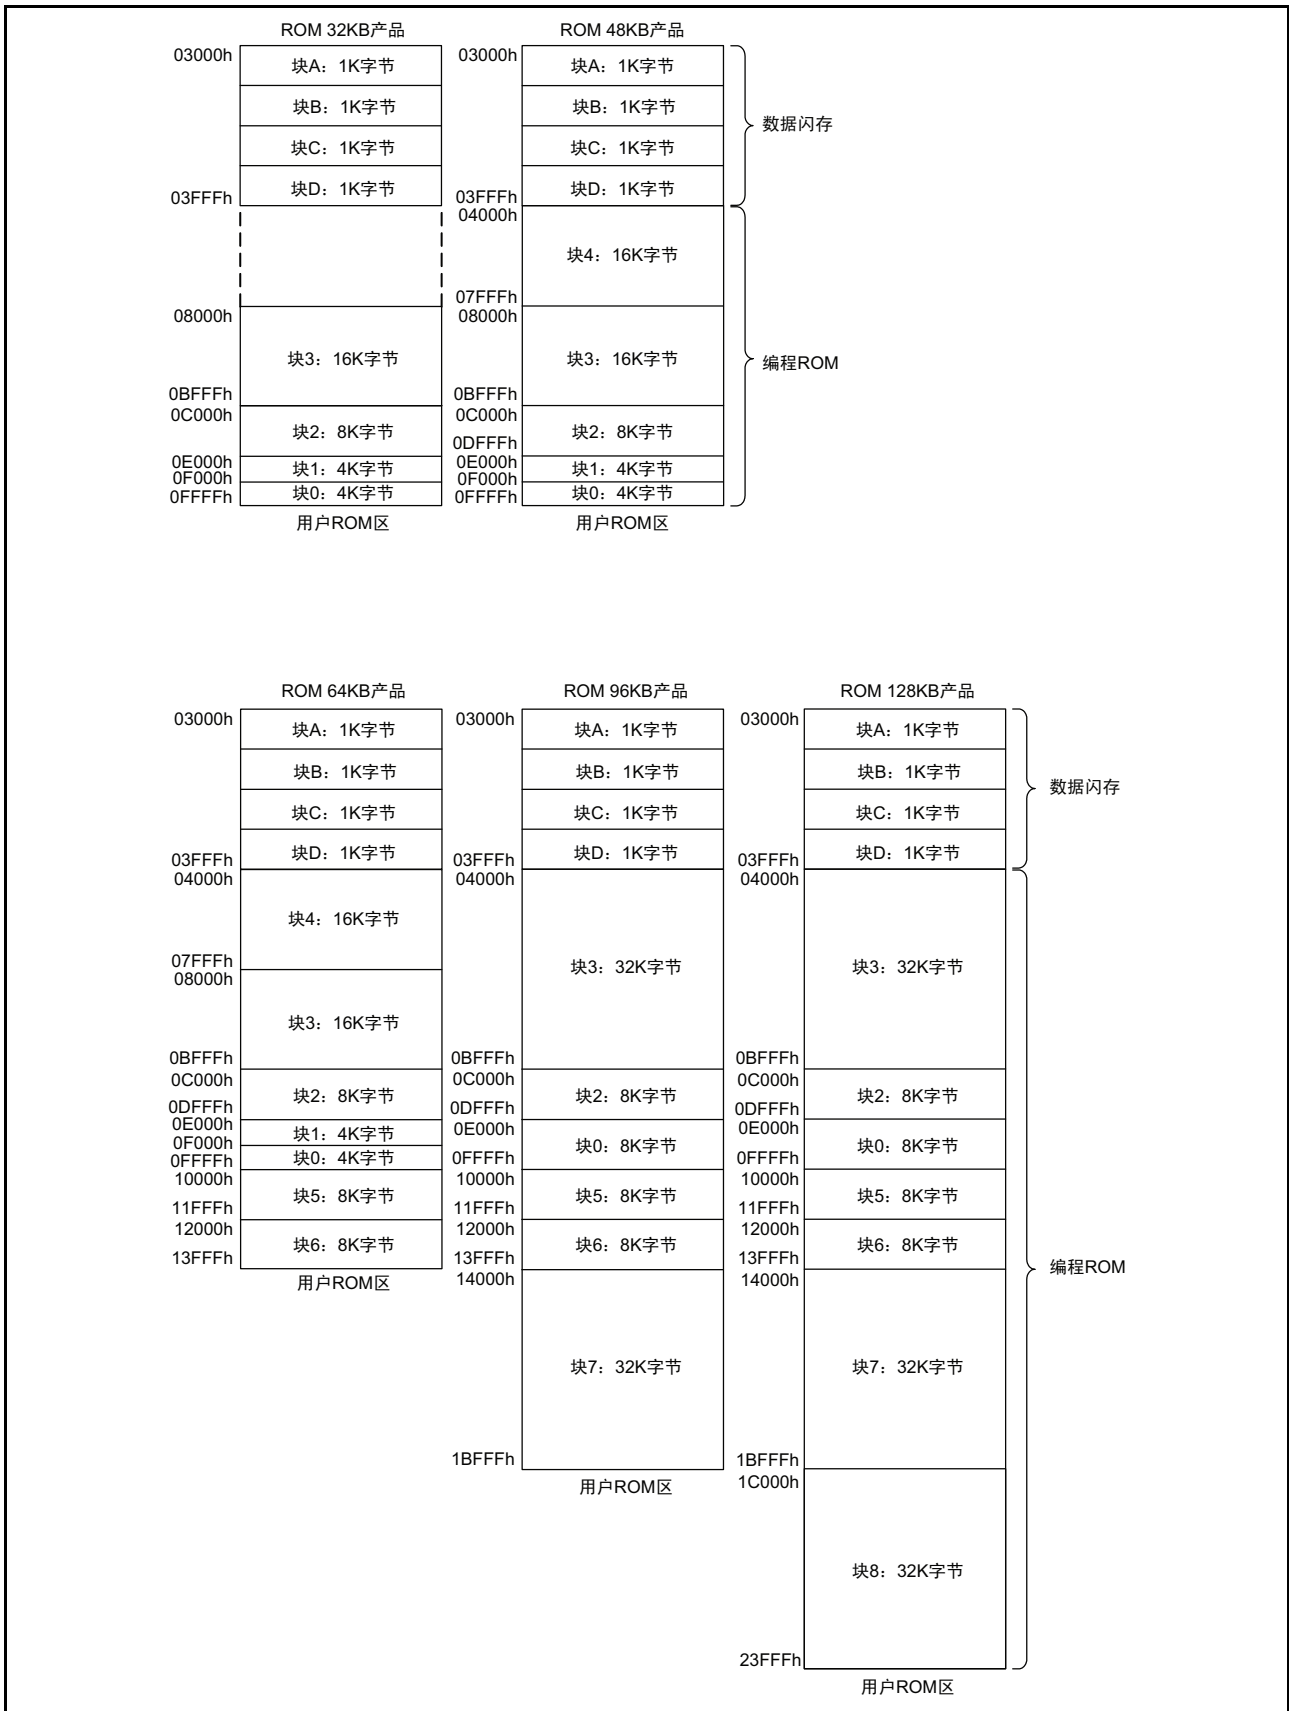 ROM 32KB产品
03000h
块A：1K字节
块B：1K字节
块C：1K字节
块D：1K字节
03FFFh
08000h
块3：16K字节
0BFFFh
0C000h
块2：8K字节
0E000h
块1：4K字节
0F000h
块0：4K字节
0FFFFh
用户ROM区
ROM 48KB产品
03000h
块A：1K字节
块B：1K字节
块C：1K字节
块D：1K字节
03FFFh
04000h
块4：16K字节
07FFFh
08000h
块3：16K字节
0BFFFh
0C000h
块2：8K字节
0DFFFh
0E000h
块1：4K字节
0F000h
块0：4K字节
0FFFFh
用户ROM区
数据闪存
编程ROM
ROM 64KB产品
03000h
块A：1K字节
块B：1K字节
块C：1K字节
块D：1K字节
03FFFh
04000h
块4：16K字节
07FFFh
08000h
块3：16K字节
0BFFFh
0C000h
块2：8K字节
0DFFFh
0E000h
块1：4K字节
0F000h
块0：4K字节
0FFFFh
10000h
块5：8K字节
11FFFh
12000h
块6：8K字节
13FFFh
用户ROM区
ROM 96KB产品
03000h
块A：1K字节
块B：1K字节
块C：1K字节
块D：1K字节
03FFFh
04000h
块3：32K字节
0BFFFh
0C000h
块2：8K字节
0DFFFh
0E000h
块0：8K字节
0FFFFh
10000h
块5：8K字节
11FFFh
12000h
块6：8K字节
13FFFh
14000h
块7：32K字节
1BFFFh
用户ROM区
ROM 128KB产品
03000h
块A：1K字节
块B：1K字节
块C：1K字节
块D：1K字节
03FFFh
04000h
块3：32K字节
0BFFFh
0C000h
块2：8K字节
0DFFFh
0E000h
块0：8K字节
0FFFFh
10000h
块5：8K字节
11FFFh
12000h
块6：8K字节
13FFFh
14000h
块7：32K字节
1BFFFh
1C000h
块8：32K字节
23FFFh
用户ROM区
数据闪存
编程ROM